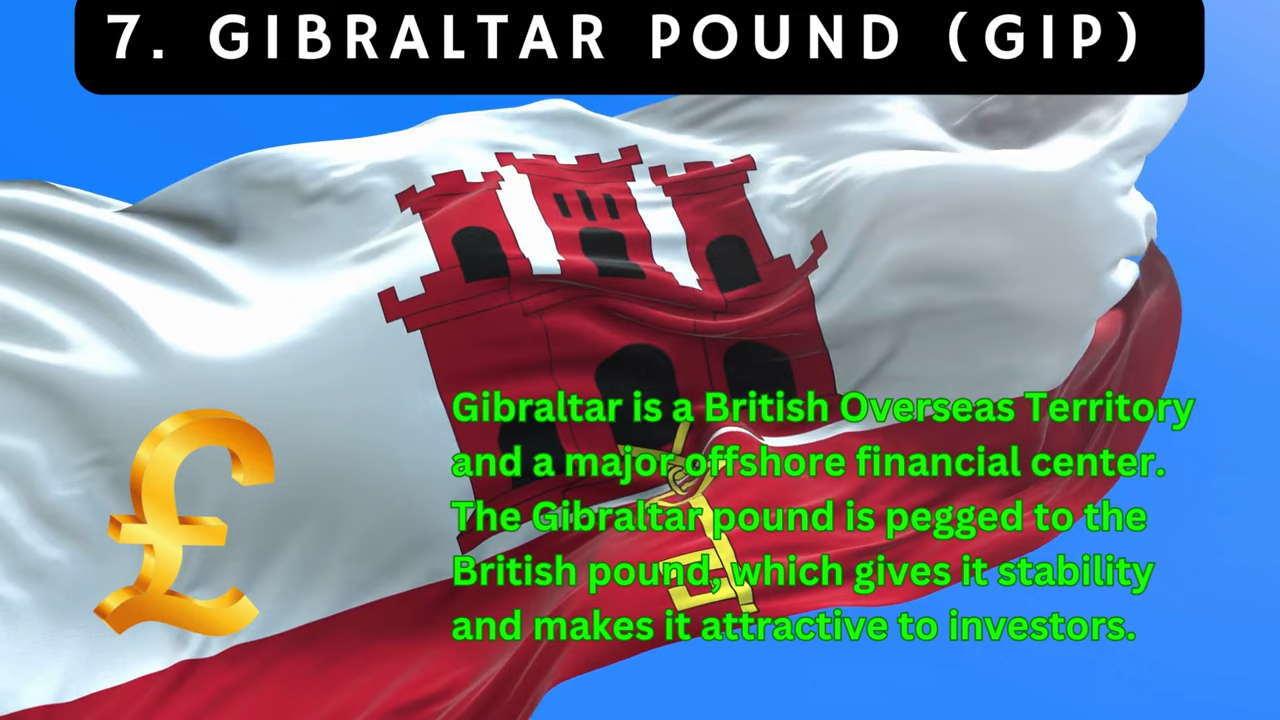 7. GIBRALTAR POUND (GIP)
Gibraltar is a British Overseas Territory
and a major offshore financial center.
The Gibraltar pound is pegged to the
British pound, which gives it stability
and makes it attractive to investors.
£